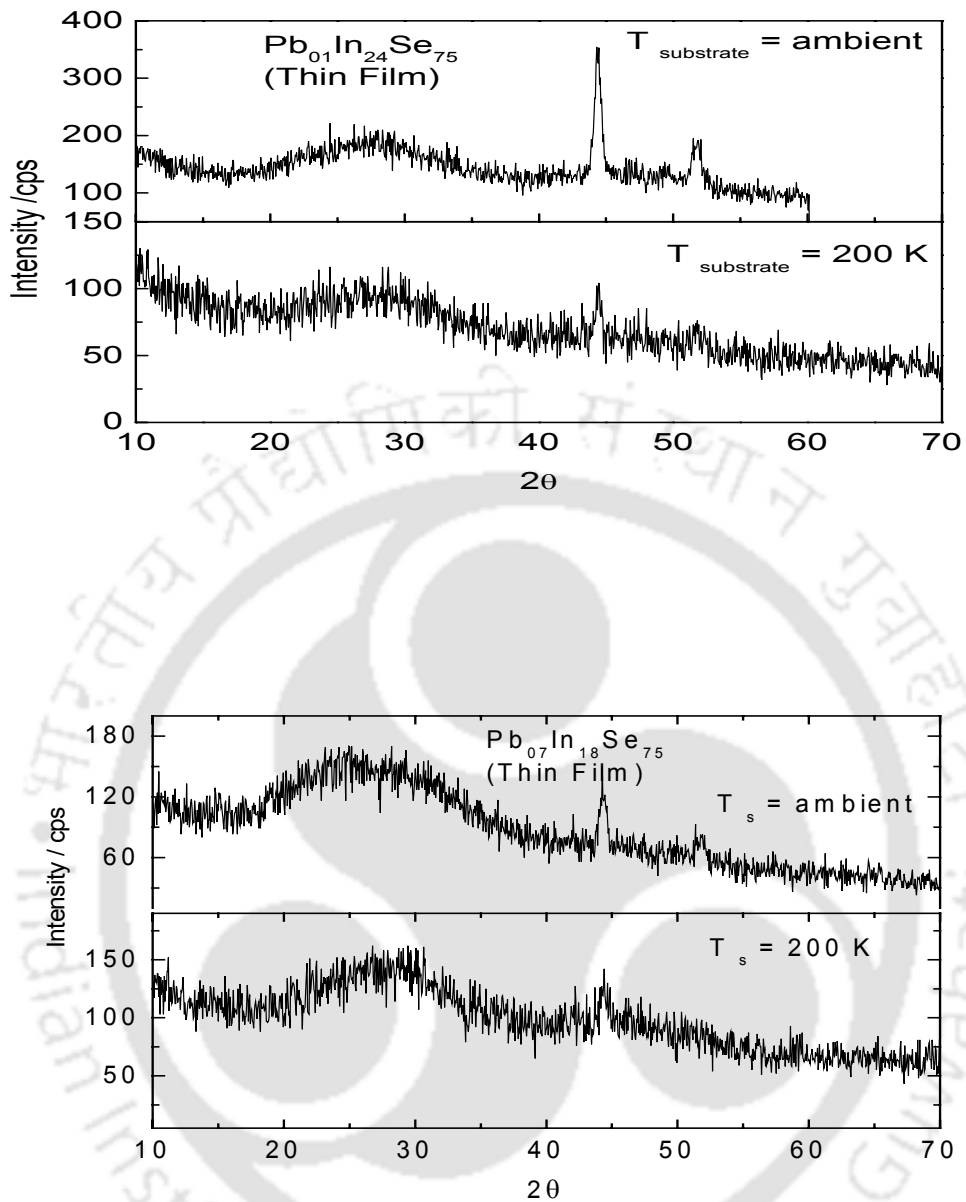 400
Pb01In24Se75
(Thin Film)
T substrate = ambient
300
200
100
Intensity /cps
150
T substrate = 200 K
100
50
0
10 20 30 40 50 60 70
2θ
180
Pb07In18Se75
(Thin Film)
T s = ambient
120
60
Intensity / cps
T s = 200 K
150
100
50
10 20 30 40 50 60 70
2θ